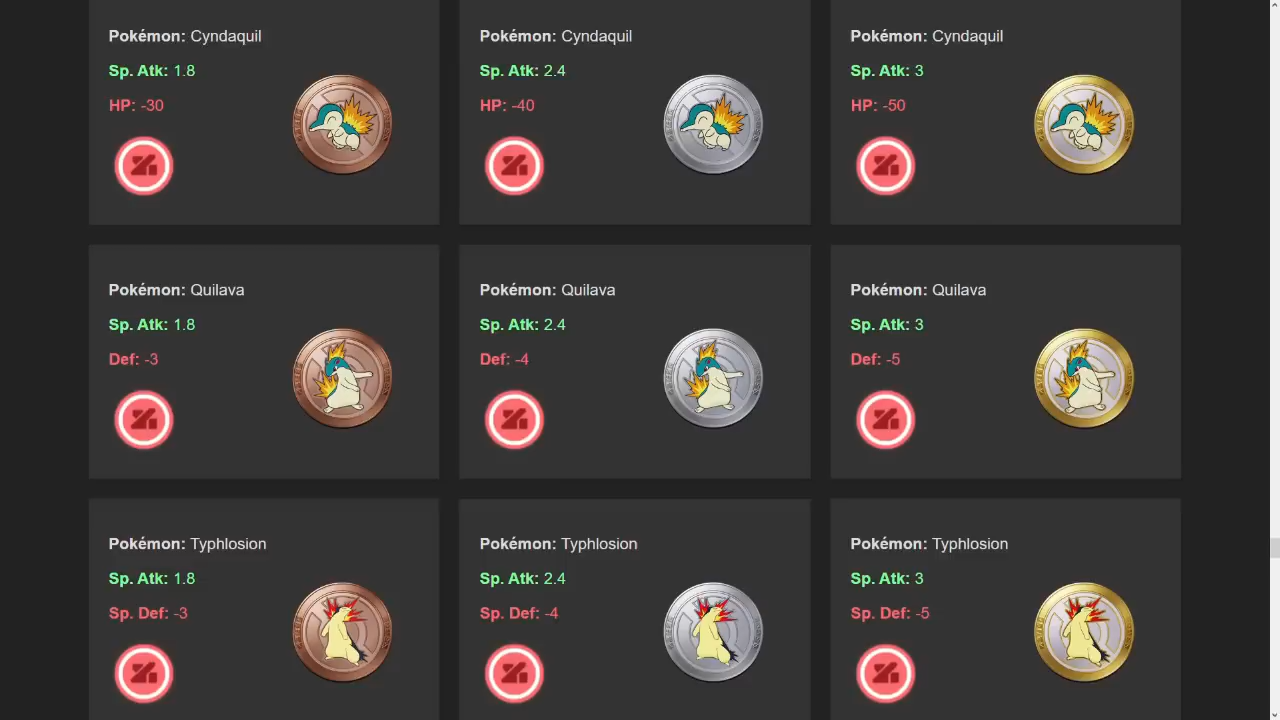 Pokémon: Cyndaquil
Sp. Atk: 1.8
HP: -30
Pokémon: Cyndaquil
Sp. Atk: 2.4
HP: -40
Pokémon: Cyndaquil
Sp. Atk: 3
HP: -50
Pokémon: Quilava
Sp. Atk: 1.8
Def: -3
Pokémon: Quilava
Sp. Atk: 2.4
Def: -4
Pokémon: Quilava
Sp. Atk: 3
Def: -5
Pokémon: Typhlosion
Sp. Atk: 1.8
Sp. Def: -3
Pokémon: Typhlosion
Sp. Atk: 2.4
Sp. Def: -4
Pokémon: Typhlosion
Sp. Atk: 3
Sp. Def: -5